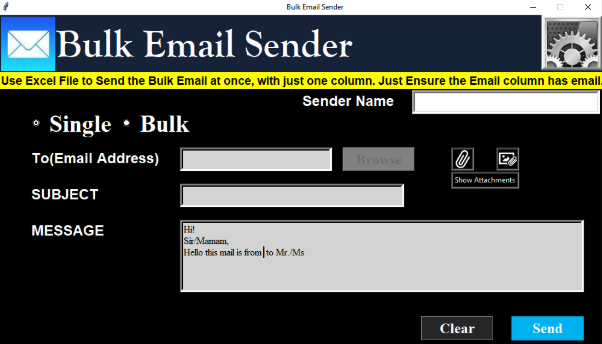 Bulk Email Sender
Bulk Email Sender
Use Excel File to Send the Bulk Email at once, with just one column. Just Ensure the Email column has email.
Sender Name
Single Bulk
To(Email Address)
Browse
Show Attachments
SUBJECT
MESSAGE
Hi!
Sir/Mamam,
Hello this mail is from to Mr./Ms
Clear
Send